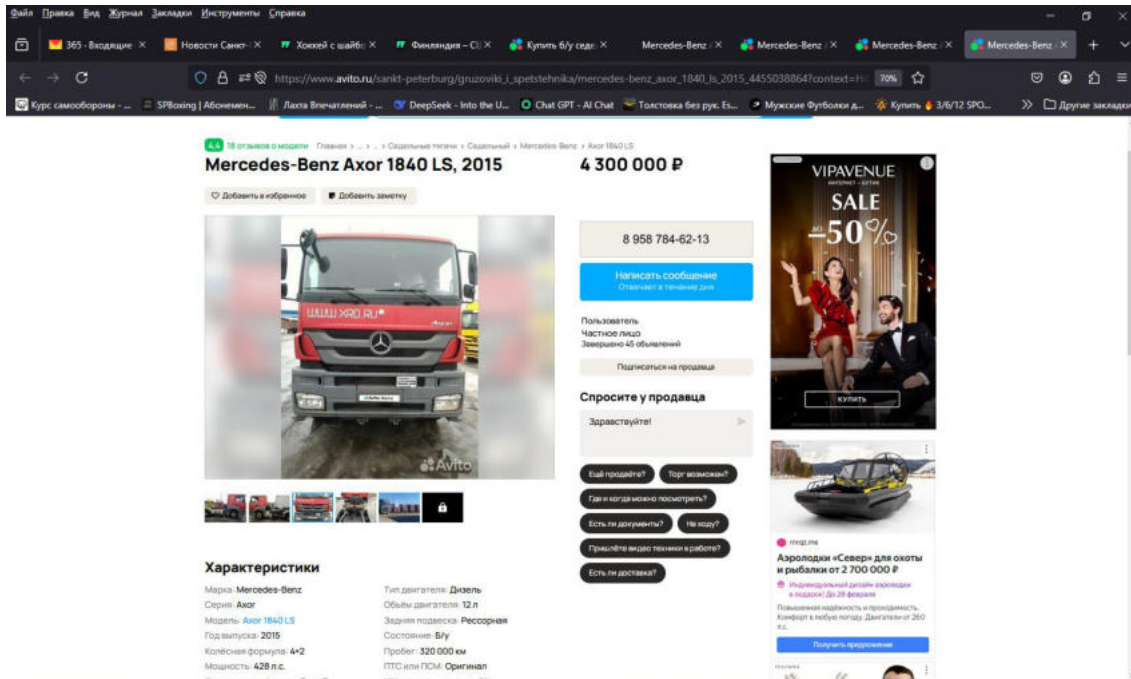 Файл Правка Вид Журнал Закладки Инструменты Справка
365 - Входящие
Новости Санкт-
Хоккей с шайбо
Финляндия – С
Купить б/у седе
Mercedes-Benz
Mercedes-Benz
Mercedes-Benz
Mercedes-Benz
https://www.avito.ru/sankt-peterburg/gruzoviki_i_spetstehnika/mercedes-benz_axor_1840_ls_2015_4455038864?context=H
70%
Курс самообороны - ...
SPBoxing | Абонемен...
Лахта Впечатлений - ...
DeepSeek - Into the U...
Chat GPT - AI Chat
Толстовка без рук. Es...
Мужские Футболки д...
Купить 3/6/12 SPO...
Другие закладки
4,4 18 отзывов о модели Главная > ... > ... > Седельные тягачи > Седельный > Mercedes-Benz > Axor 1840 LS
Mercedes-Benz Axor 1840 LS, 2015
4 300 000 ₽
Добавить в избранное
Добавить заметку
WWW.XRD.RU
Axor
Avito
8 958 784-62-13
Написать сообщение
Отвечает в течение дня
Пользователь
Частное лицо
Завершено 45 объявлений
Подписаться на продавца
Спросите у продавца
Здравствуйте!
Ещё продаёте?
Торг возможен?
Где и когда можно посмотреть?
Есть ли документы?
На ходу?
Пришлёте видео техники в работе?
Есть ли доставка?
VIPAVENUE
ИНТЕРНЕТ - БУТИК
SALE
ДО
–50%
КУПИТЬ
Аэролодки «Север» для охоты
и рыбалки от 2 700 000 ₽
Индивидуальный дизайн аэролодки
в подарок! До 28 февраля
Повышенная надёжность и проходимость.
Комфорт в любую погоду. Двигатели от 260
л.с.
Получить предложение
Характеристики
Марка: Mercedes-Benz
Серия: Axor
Модель: Axor 1840 LS
Год выпуска: 2015
Колёсная формула: 4×2
Мощность: 428 л.с.
Тип двигателя: Дизель
Объём двигателя: 12 л
Задняя подвеска: Рессорная
Состояние: Б/у
Пробег: 320 000 км
ПТС или ПСМ: Оригинал